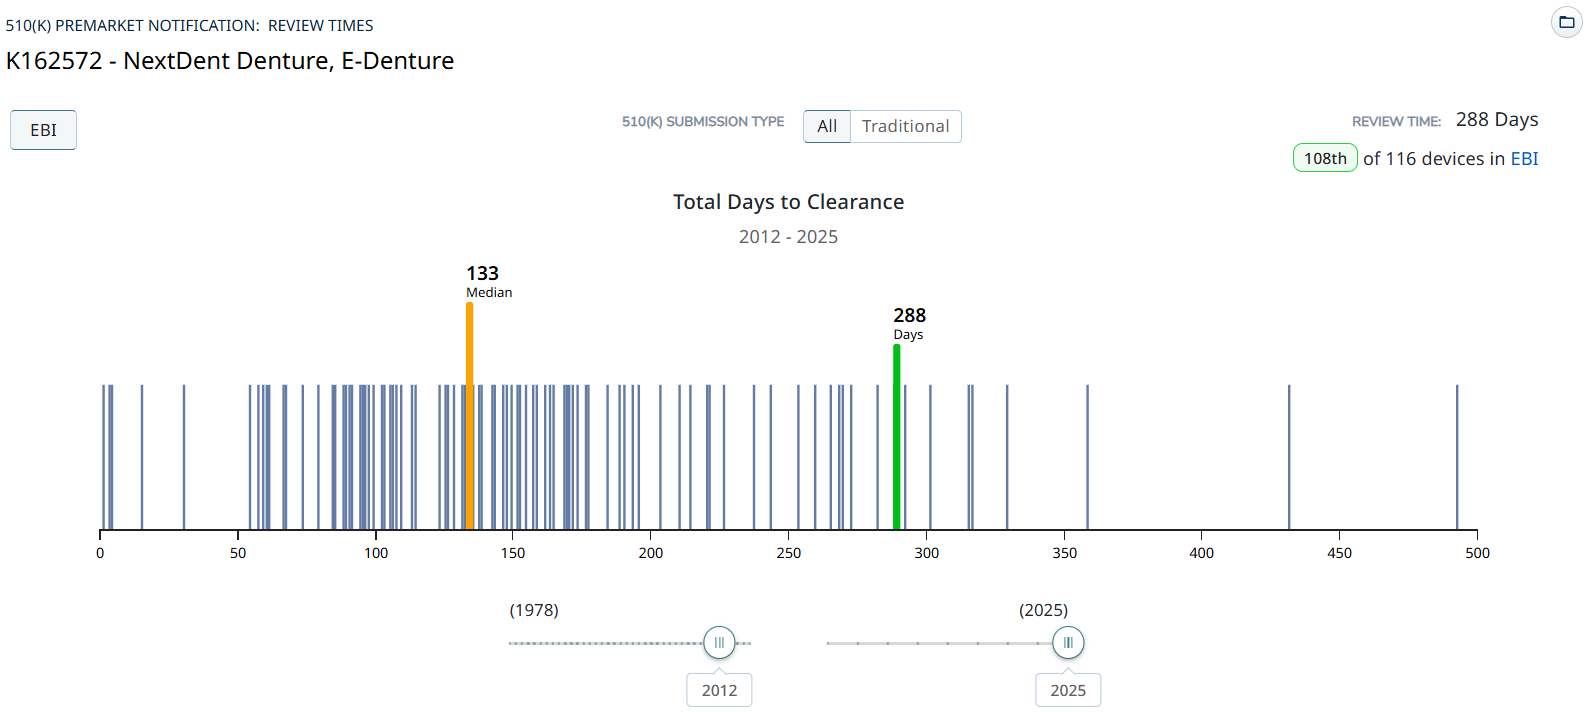 510(K) PREMARKET NOTIFICATION: REVIEW TIMES
K162572 - NextDent Denture, E-Denture
EBI
510(K) SUBMISSION TYPE
All
Traditional
REVIEW TIME: 288 Days
108th of 116 devices in EBI
Total Days to Clearance
2012 - 2025
133
Median
288
Days
0 50 100 150 200 250 300 350 400 450 500
(1978)
(2025)
2012
2025